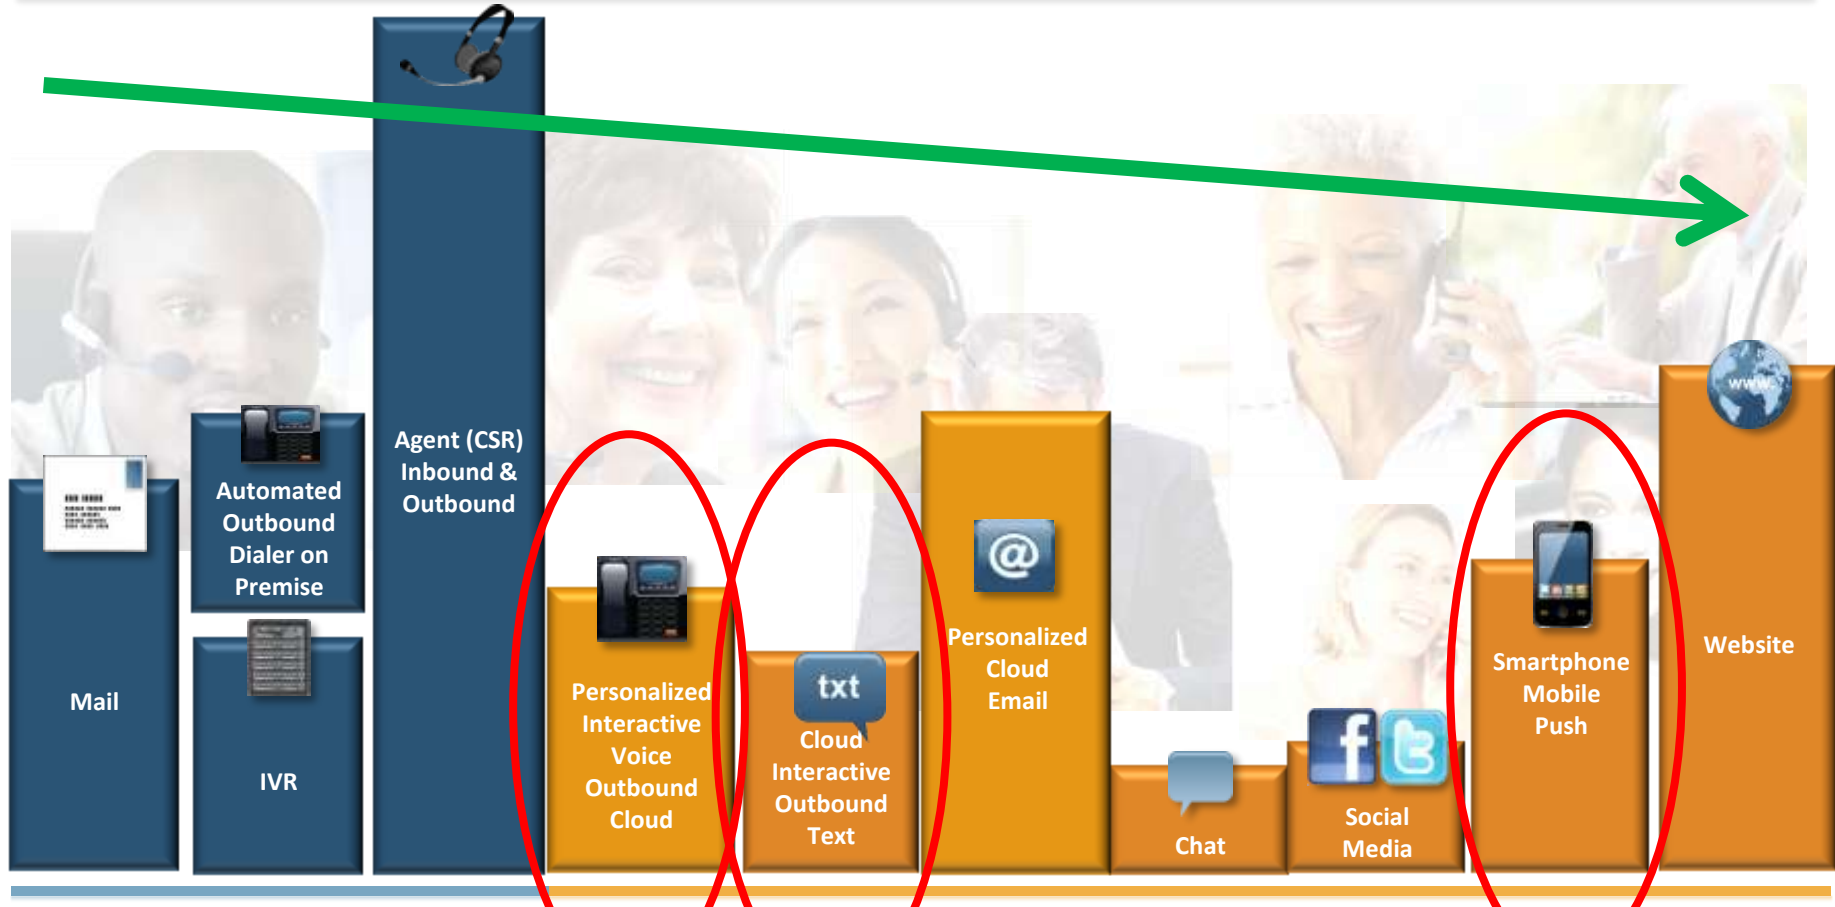 Mail
Automated
Outbound
Dialer on
Premise
IVR
Agent (CSR)
Inbound &
Outbound
Personalized
Interactive
Voice
Outbound
Cloud
txt
Cloud
Interactive
Outbound
Text
@
Personalized
Cloud
Email
Chat
f
t
Social
Media
Smartphone
Mobile
Push
www.
Website